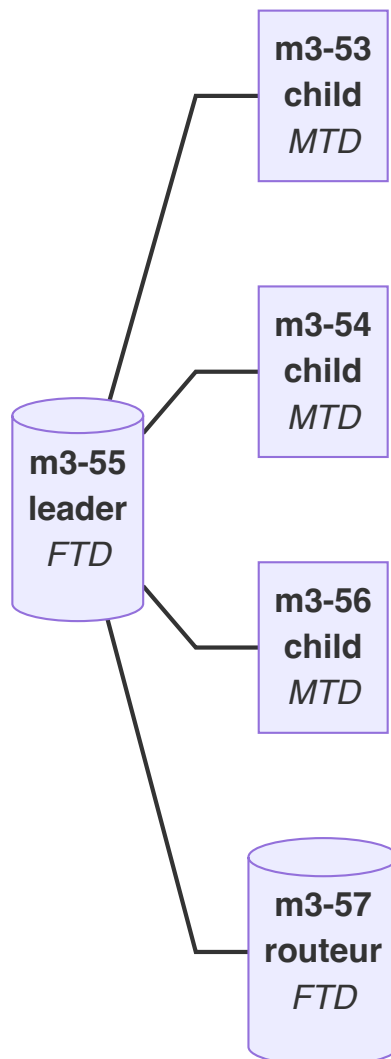 m3-53
child
MTD
m3-54
child
MTD
m3-55
leader
FTD
m3-56
child
MTD
m3-57
routeur
FTD